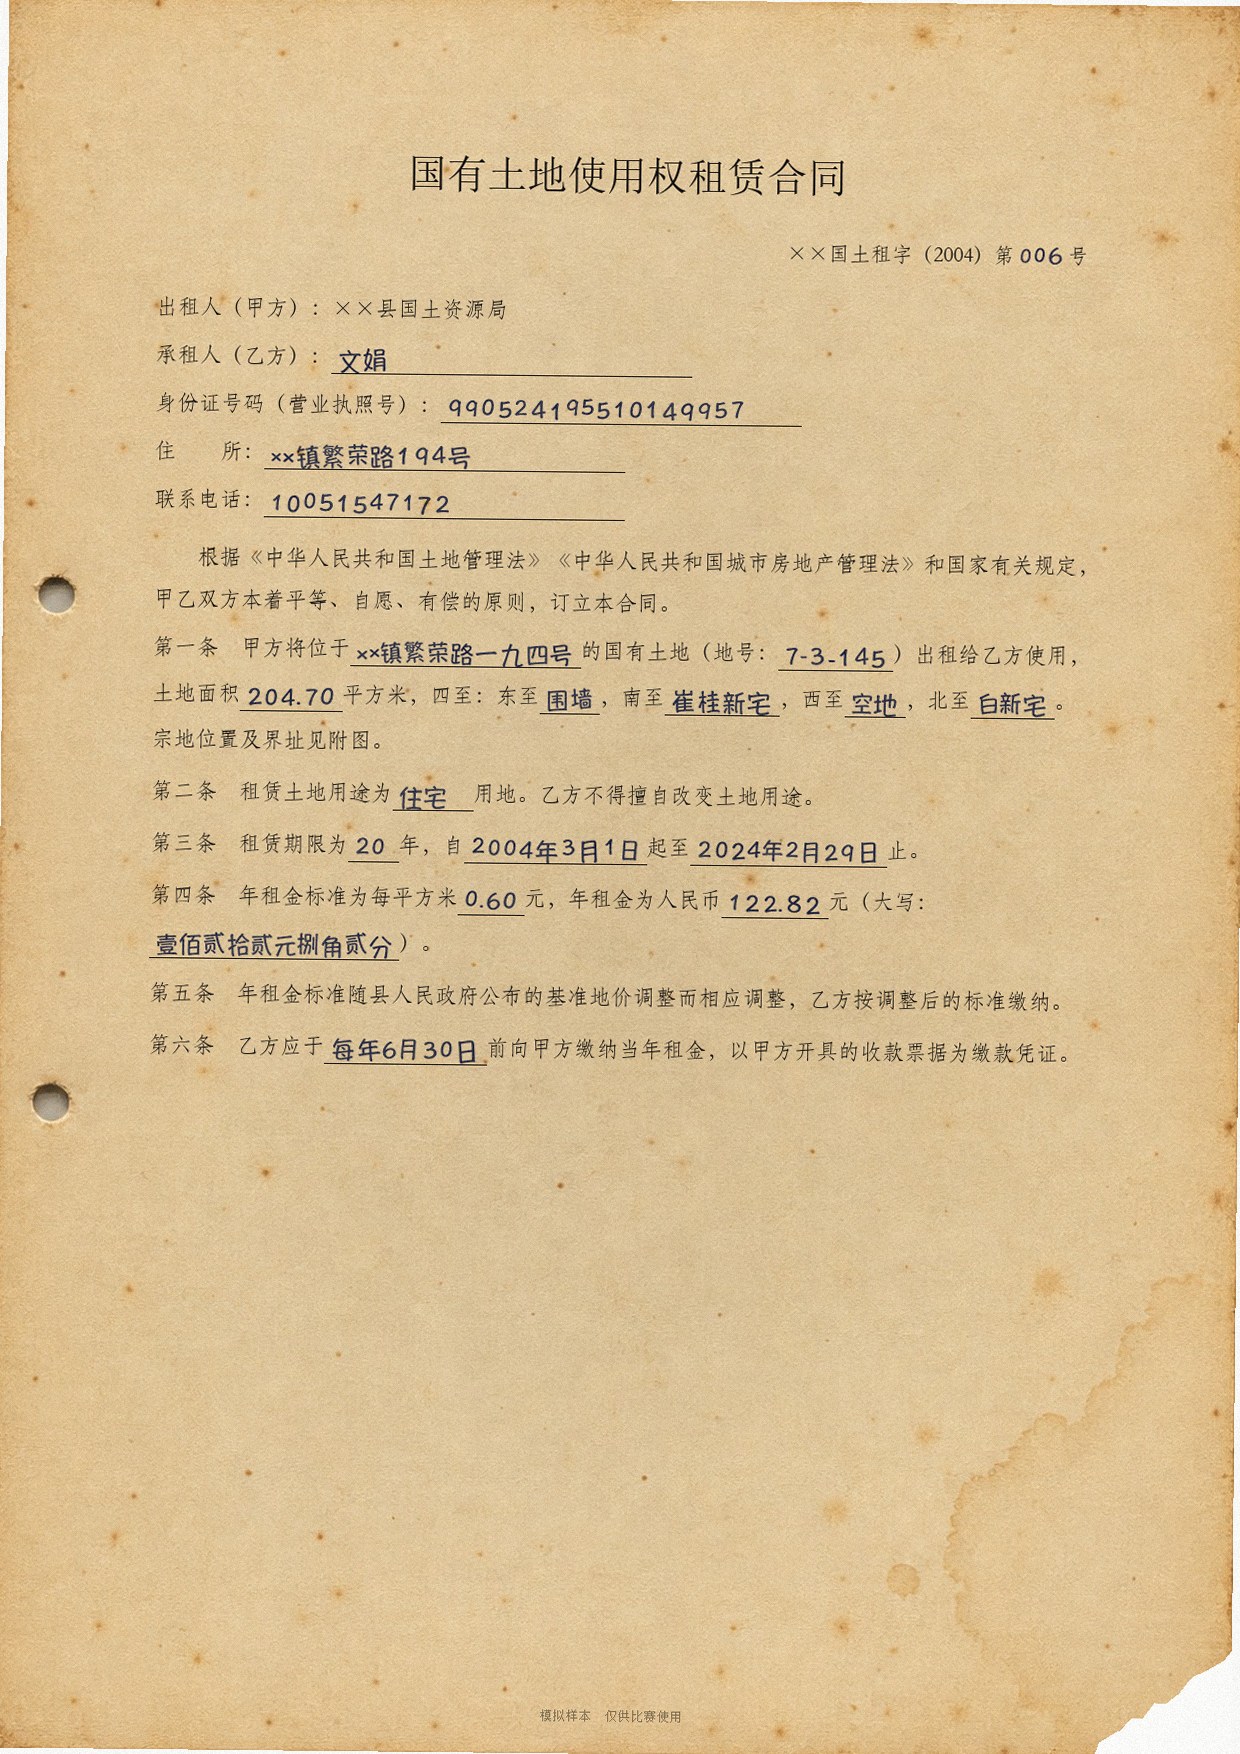 国有土地使用权租赁合同
××国土租字（2004）第006号
出租人（甲方）：××县国土资源局
承租人（乙方）：文娟
身份证号码（营业执照号）：990524195510149957
住　　所：××镇繁荣路194号
联系电话：10051547172
根据《中华人民共和国土地管理法》《中华人民共和国城市房地产管理法》和国家有关规定，
甲乙双方本着平等、自愿、有偿的原则，订立本合同。
第一条　甲方将位于××镇繁荣路一九四号的国有土地（地号：7-3-145）出租给乙方使用，
土地面积204.70平方米，四至：东至围墙，南至崔桂新宅，西至空地，北至白新宅。
宗地位置及界址见附图。
第二条　租赁土地用途为住宅　用地。乙方不得擅自改变土地用途。
第三条　租赁期限为20年，自2004年3月1日起至2024年2月29日止。
第四条　年租金标准为每平方米0.60元，年租金为人民币122.82元（大写：
壹佰贰拾贰元捌角贰分）。
第五条　年租金标准随县人民政府公布的基准地价调整而相应调整，乙方按调整后的标准缴纳。
第六条　乙方应于每年6月30日前向甲方缴纳当年租金，以甲方开具的收款票据为缴款凭证。
模拟样本　仅供比赛使用